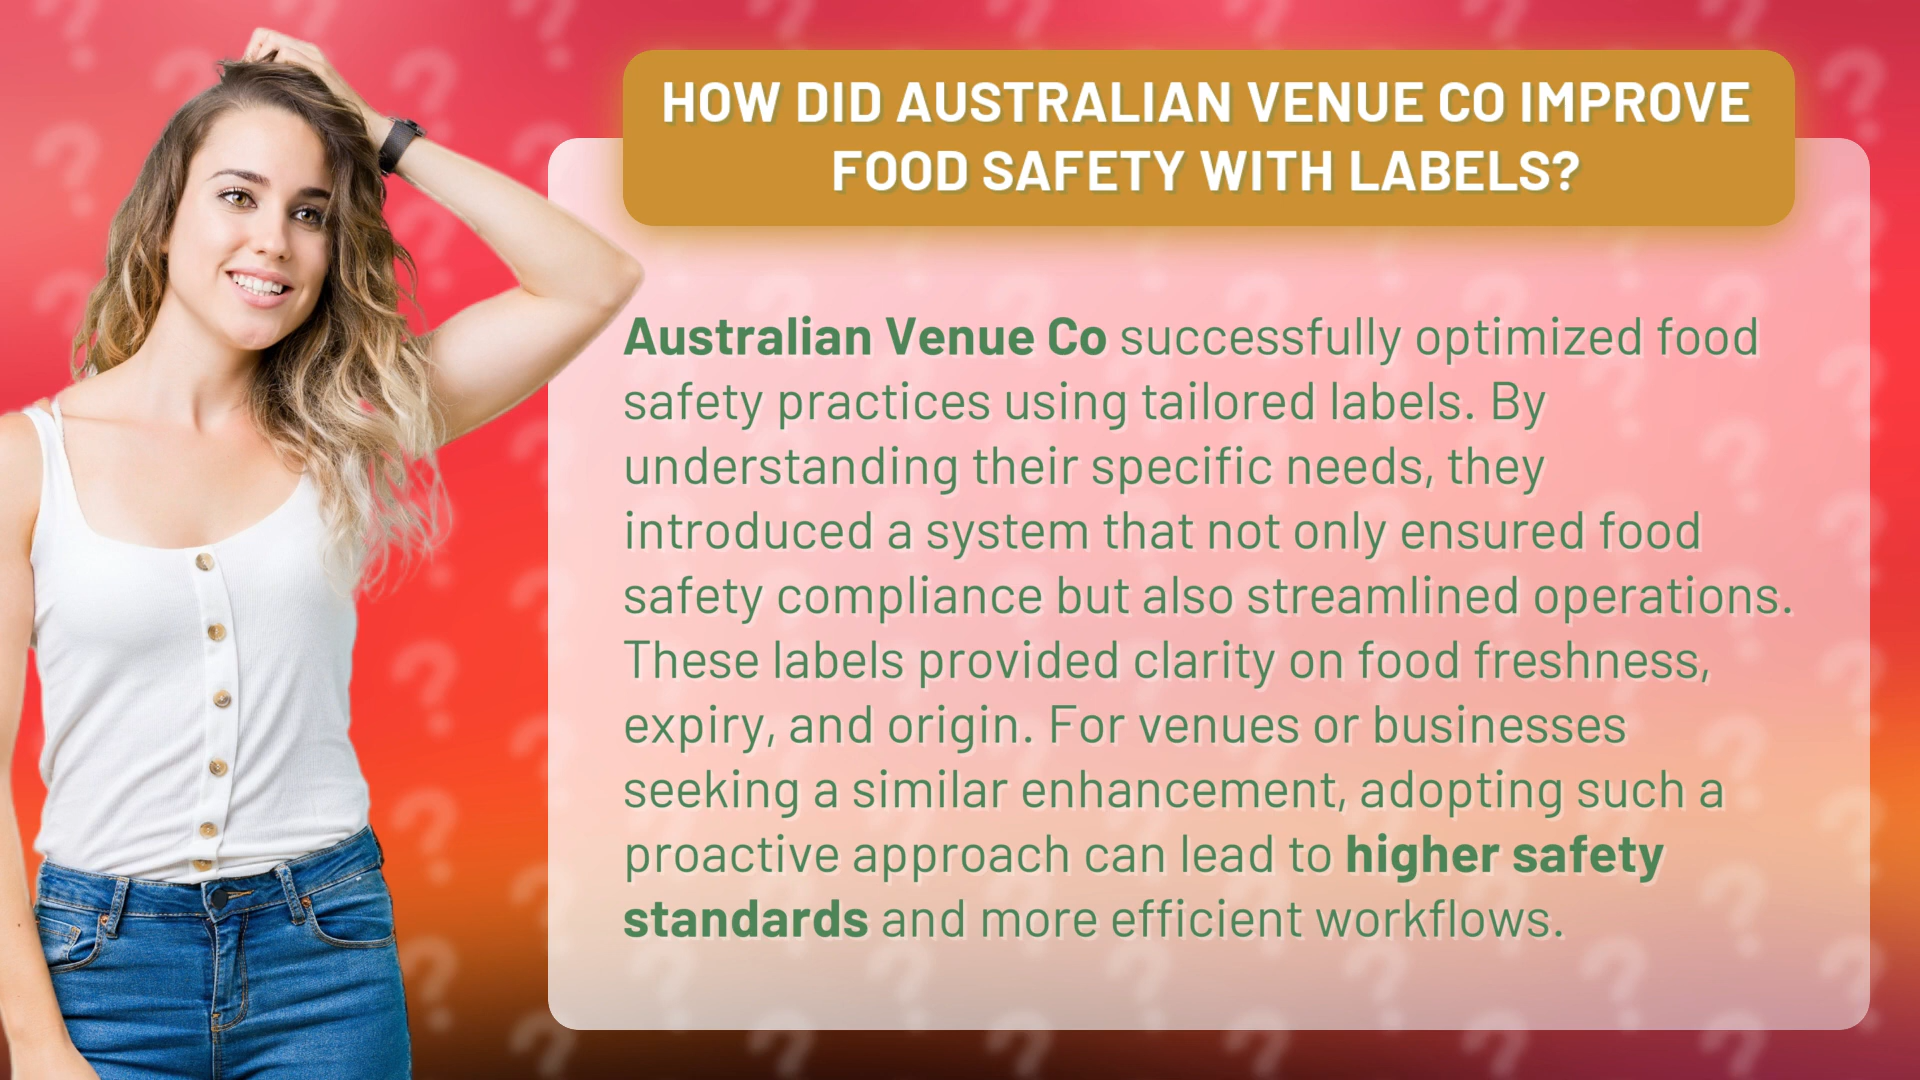 HOW DID AUSTRALIAN VENUE CO IMPROVE
FOOD SAFETY WITH LABELS?
Australian Venue Co successfully optimized food
safety practices using tailored labels. By
understanding their specific needs, they
introduced a system that not only ensured food
safety compliance but also streamlined operations.
These labels provided clarity on food freshness,
expiry, and origin. For venues or businesses
seeking a similar enhancement, adopting such a
proactive approach can lead to higher safety
standards and more efficient workflows.